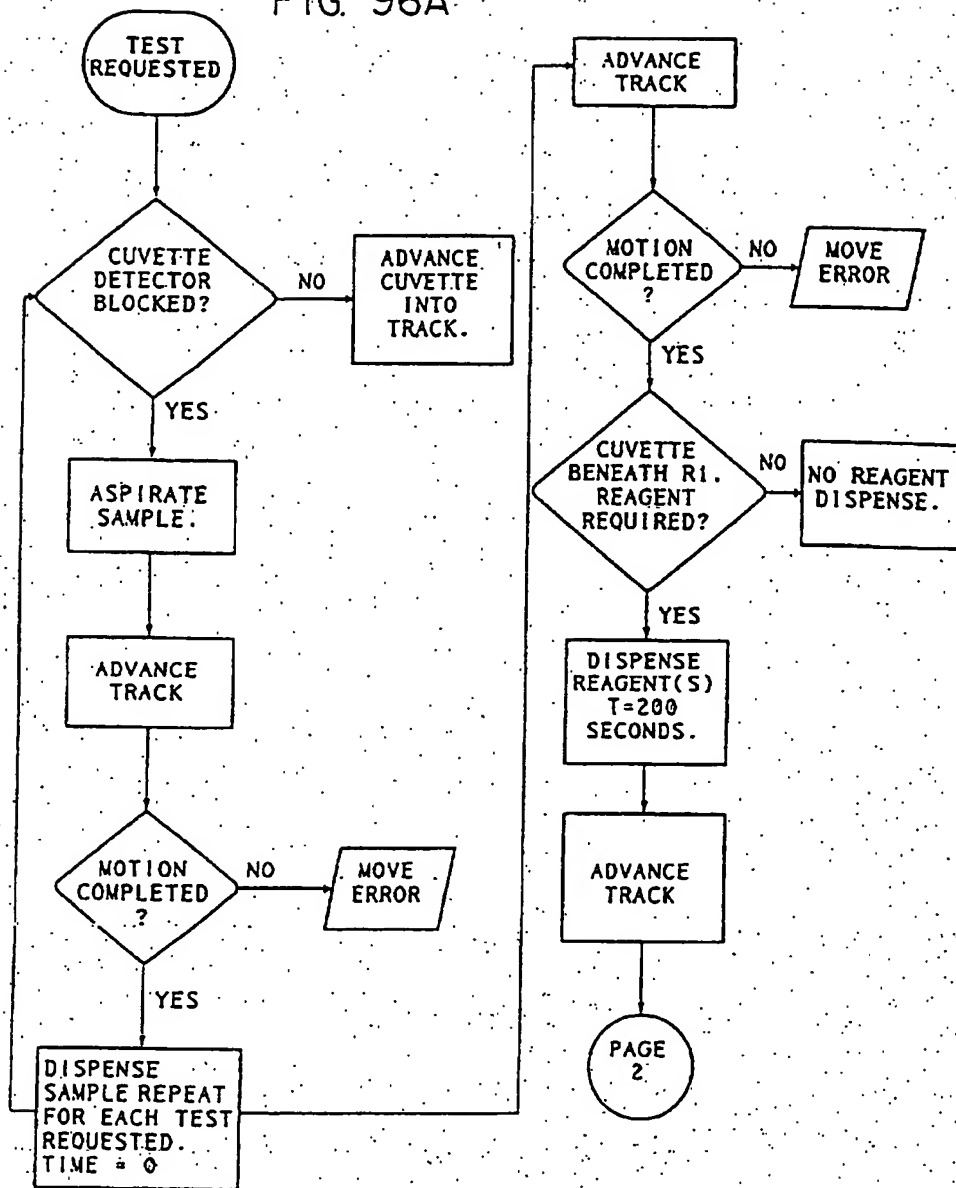 FIG. 96A
TEST
REQUESTED
CUVETTE
DETECTOR
BLOCKED?
NO
ADVANCE
CUVETTE
INTO
TRACK.
YES
ASPIRATE
SAMPLE.
ADVANCE
TRACK
MOTION
COMPLETED
?
NO
MOVE
ERROR
YES
DISPENSE
SAMPLE REPEAT
FOR EACH TEST
REQUESTED.
TIME = 0
ADVANCE
TRACK
MOTION
COMPLETED
?
NO
MOVE
ERROR
YES
CUVETTE
BENEATH R1.
REAGENT
REQUIRED?
NO
NO REAGENT
DISPENSE.
YES
DISPENSE
REAGENT(S)
T=200
SECONDS.
ADVANCE
TRACK
PAGE
2